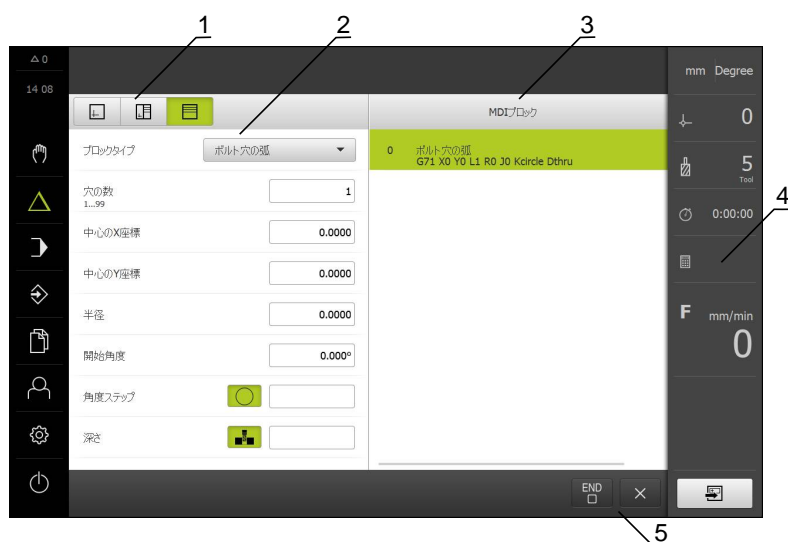 1
2
3
△ 0
14 08
mm Degree
MDIブロック
0
ブロックタイプ
ボルト穴の弧
0 ボルト穴の弧
G71 X0 Y0 L1 R0 J0 Kcircle Dthru
5
Tool
穴の数
1...99
1
4
0:00:00
中心のX座標
0.0000
中心のY座標
0.0000
半径
0.0000
F mm/min
0
開始角度
0.000°
角度ステップ
深さ
END
5